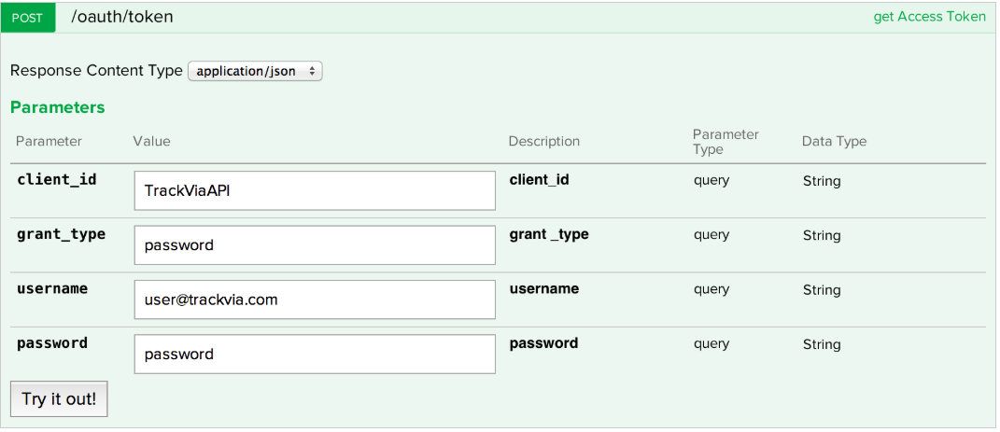 POST /oauth/token get Access Token
Response Content Type application/json
Parameters
Parameter Value Description Parameter Type Data Type
client_id TrackViaAPI client_id query String
grant_type password grant _type query String
username user@trackvia.com username query String
password password password query String
Try it out!